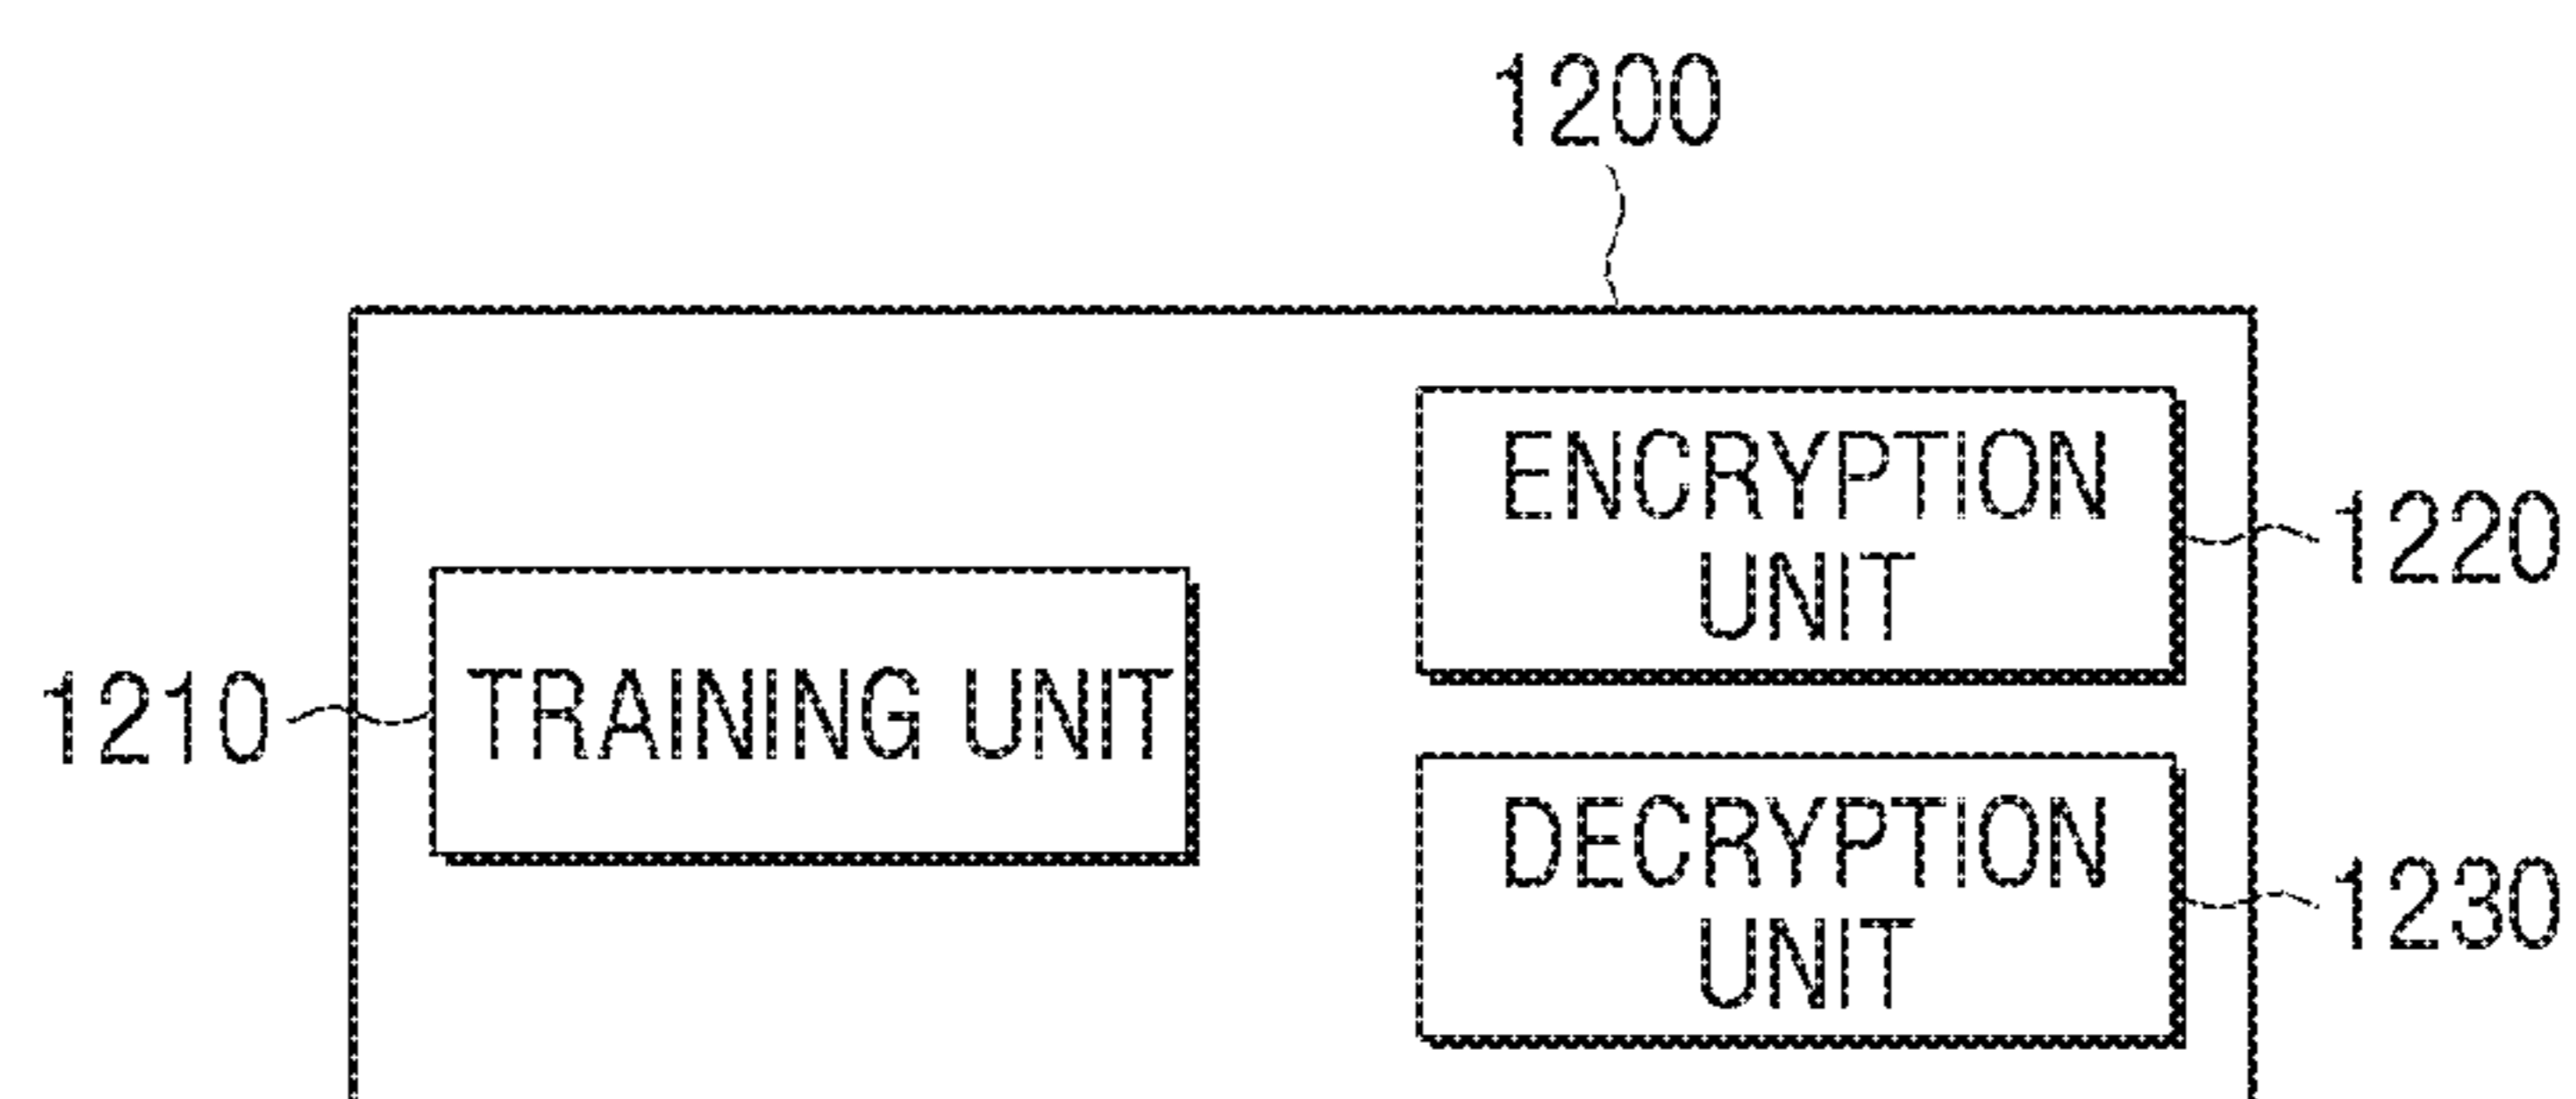 1200
ENCRYPTION
UNIT
1220
1210
TRAINING UNIT
DECRYPTION
UNIT
1230